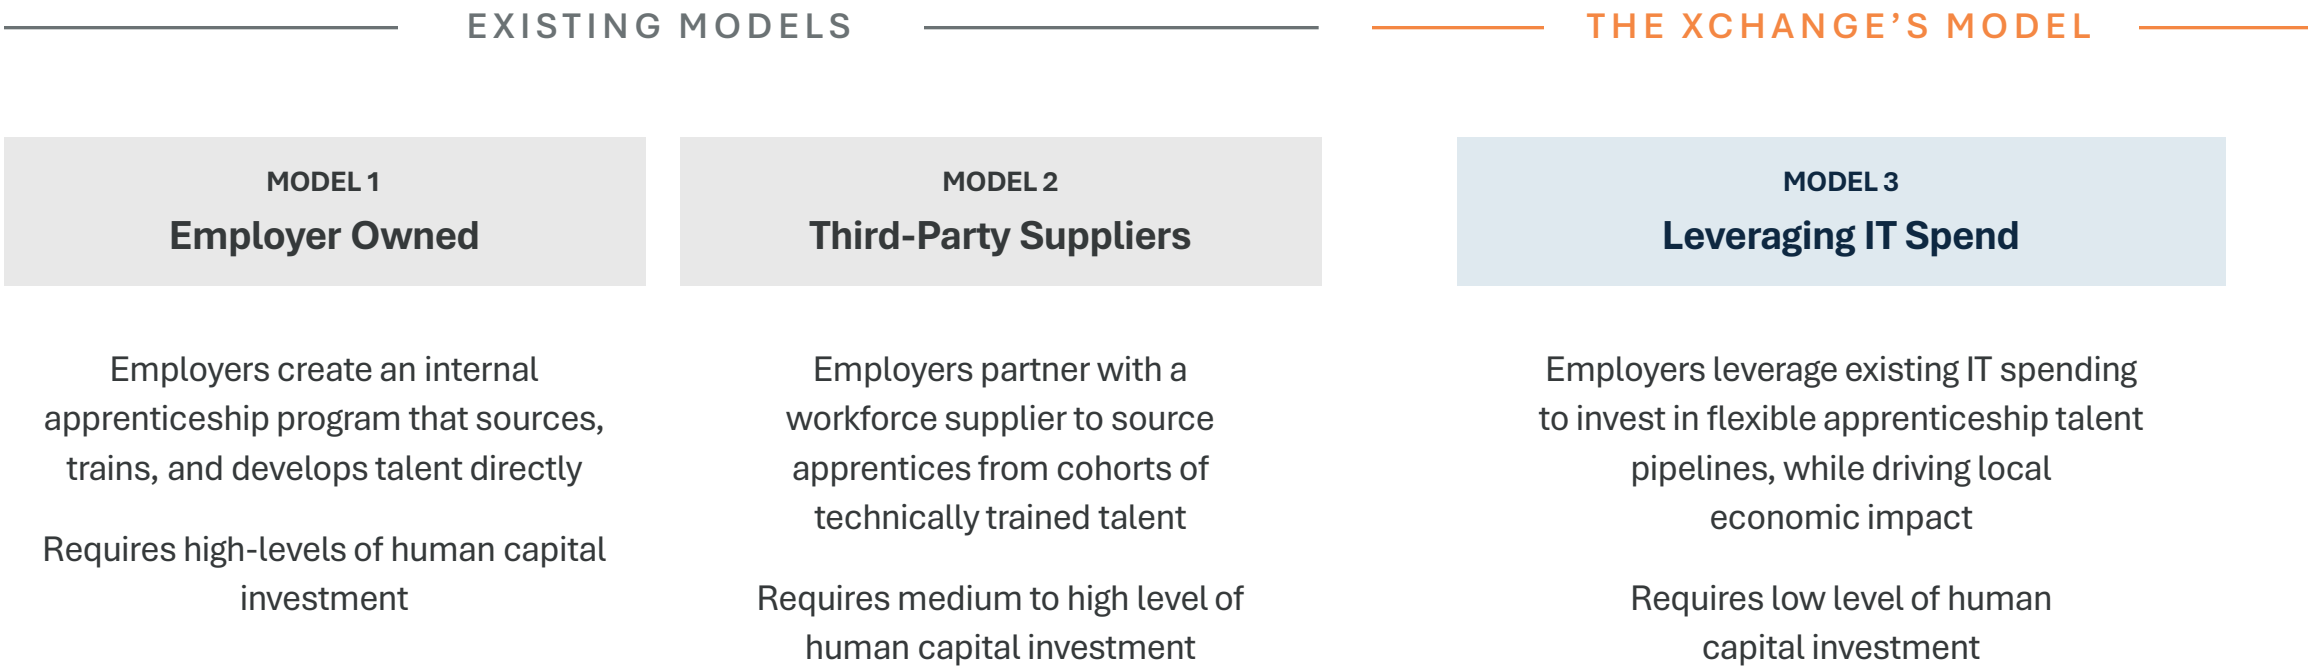 EXISTING MODELS
THE XCHANGE’S MODEL
MODEL 1
Employer Owned
Employers create an internal
apprenticeship program that sources,
trains, and develops talent directly
Requires high-levels of human capital
investment
MODEL 2
Third-Party Suppliers
Employers partner with a
workforce supplier to source
apprentices from cohorts of
technically trained talent
Requires medium to high level of
human capital investment
MODEL 3
Leveraging IT Spend
Employers leverage existing IT spending
to invest in flexible apprenticeship talent
pipelines, while driving local
economic impact
Requires low level of human
capital investment